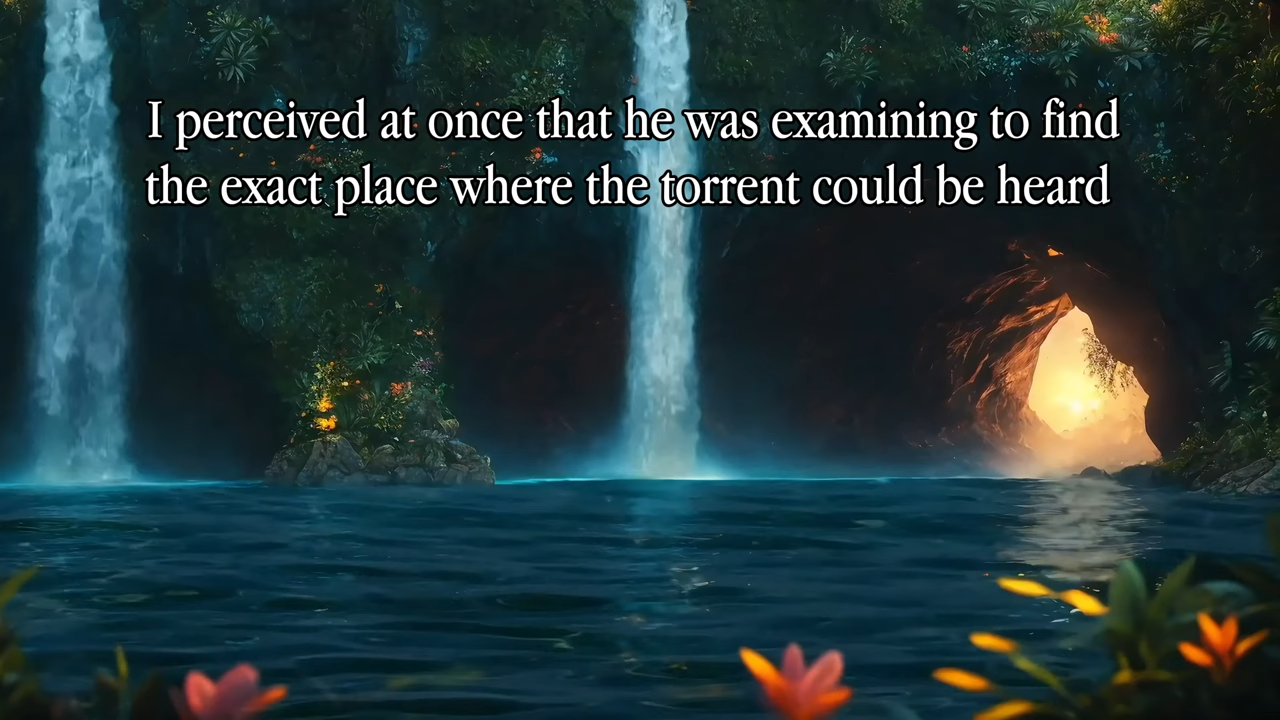 I perceived at once that he was examining to find
the exact place where the torrent could be heard